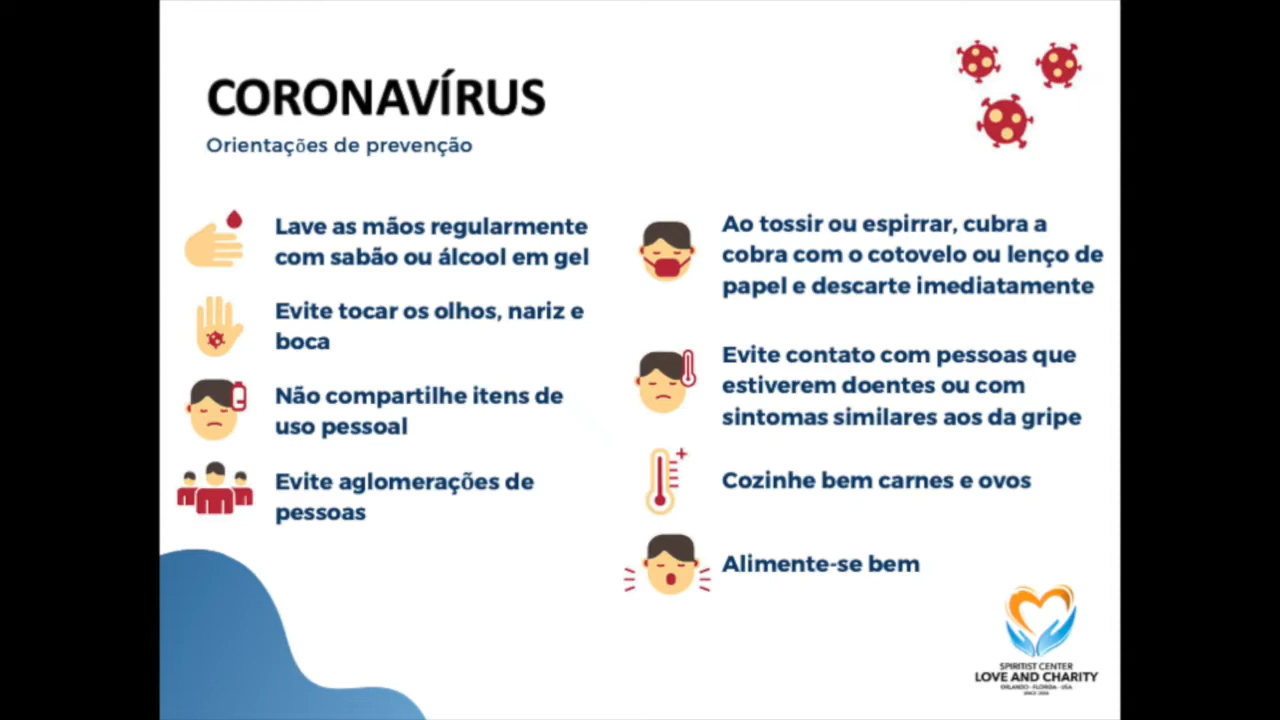 CORONAVÍRUS
Orientações de prevenção
Lave as mãos regularmente
com sabão ou álcool em gel
Evite tocar os olhos, nariz e
boca
Não compartilhe itens de
uso pessoal
Evite aglomerações de
pessoas
Ao tossir ou espirrar, cubra a
cobra com o cotovelo ou lenço de
papel e descarte imediatamente
Evite contato com pessoas que
estiverem doentes ou com
sintomas similares aos da gripe
Cozinhe bem carnes e ovos
Alimente-se bem
SPIRITIST CENTER
LOVE AND CHARITY
ORLANDO - FLORIDA - USA